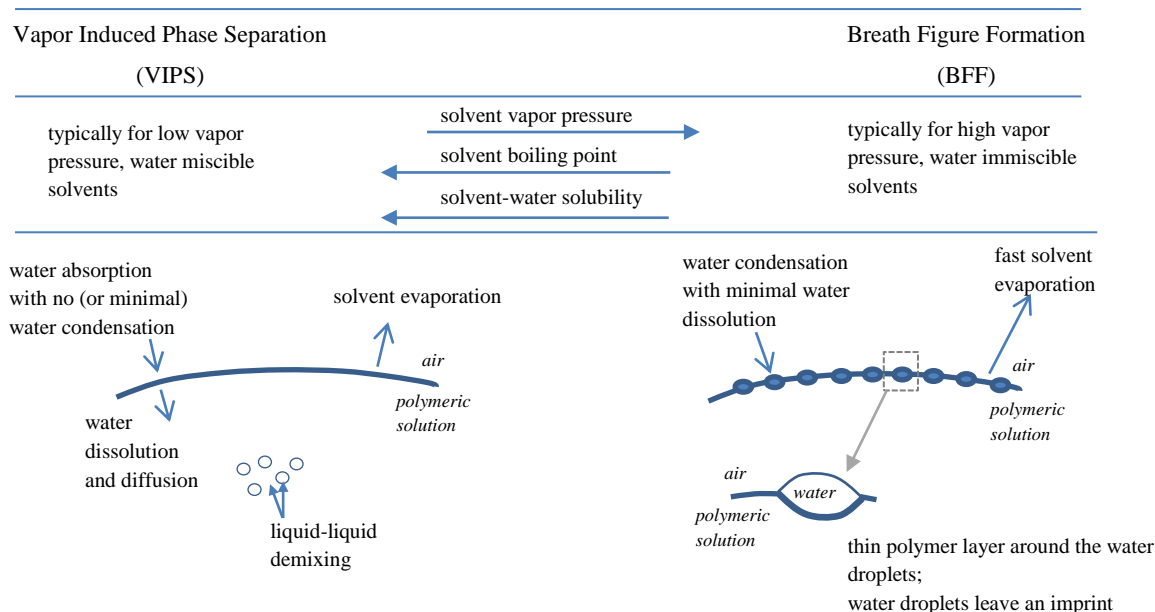 Vapor Induced Phase Separation
(VIPS)
Breath Figure Formation
(BFF)
typically for low vapor
pressure, water miscible
solvents
solvent vapor pressure
solvent boiling point
solvent-water solubility
typically for high vapor
pressure, water immiscible
solvents
water absorption
with no (or minimal)
water condensation
solvent evaporation
air
polymeric
solution
water
dissolution
and diffusion
liquid-liquid
demixing
water condensation
with minimal water
dissolution
fast solvent
evaporation
air
polymeric
solution
air
water
polymeric
solution
thin polymer layer around the water
droplets;
water droplets leave an imprint